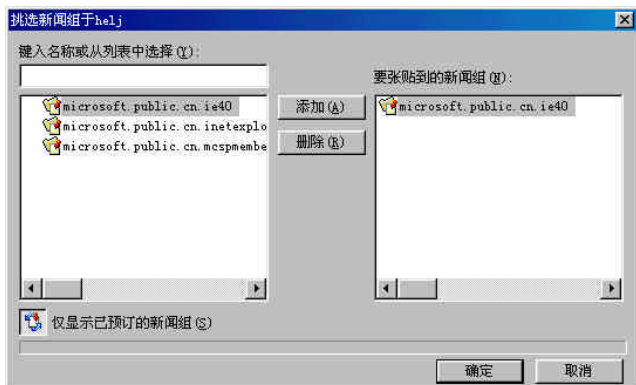 挑选新闻组于helj
键入名称或从列表中选择(Y):
要张贴到的新闻组(N):
microsoft.public.cn.ie40
添加(A)
microsoft.public.cn.ie40
microsoft.public.cn.inetexplo
删除(R)
microsoft.public.cn.mcspmembe
仅显示已预订的新闻组(S)
确定
取消